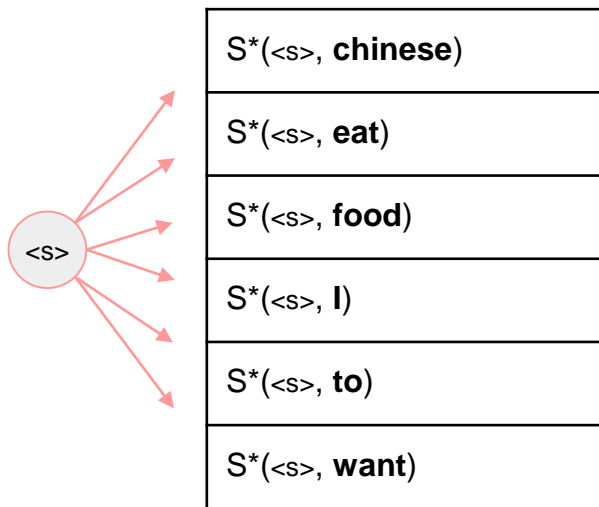 S*(<s>, chinese)
S*(<s>, eat)
S*(<s>, food)
<s>
S*(<s>, I)
S*(<s>, to)
S*(<s>, want)